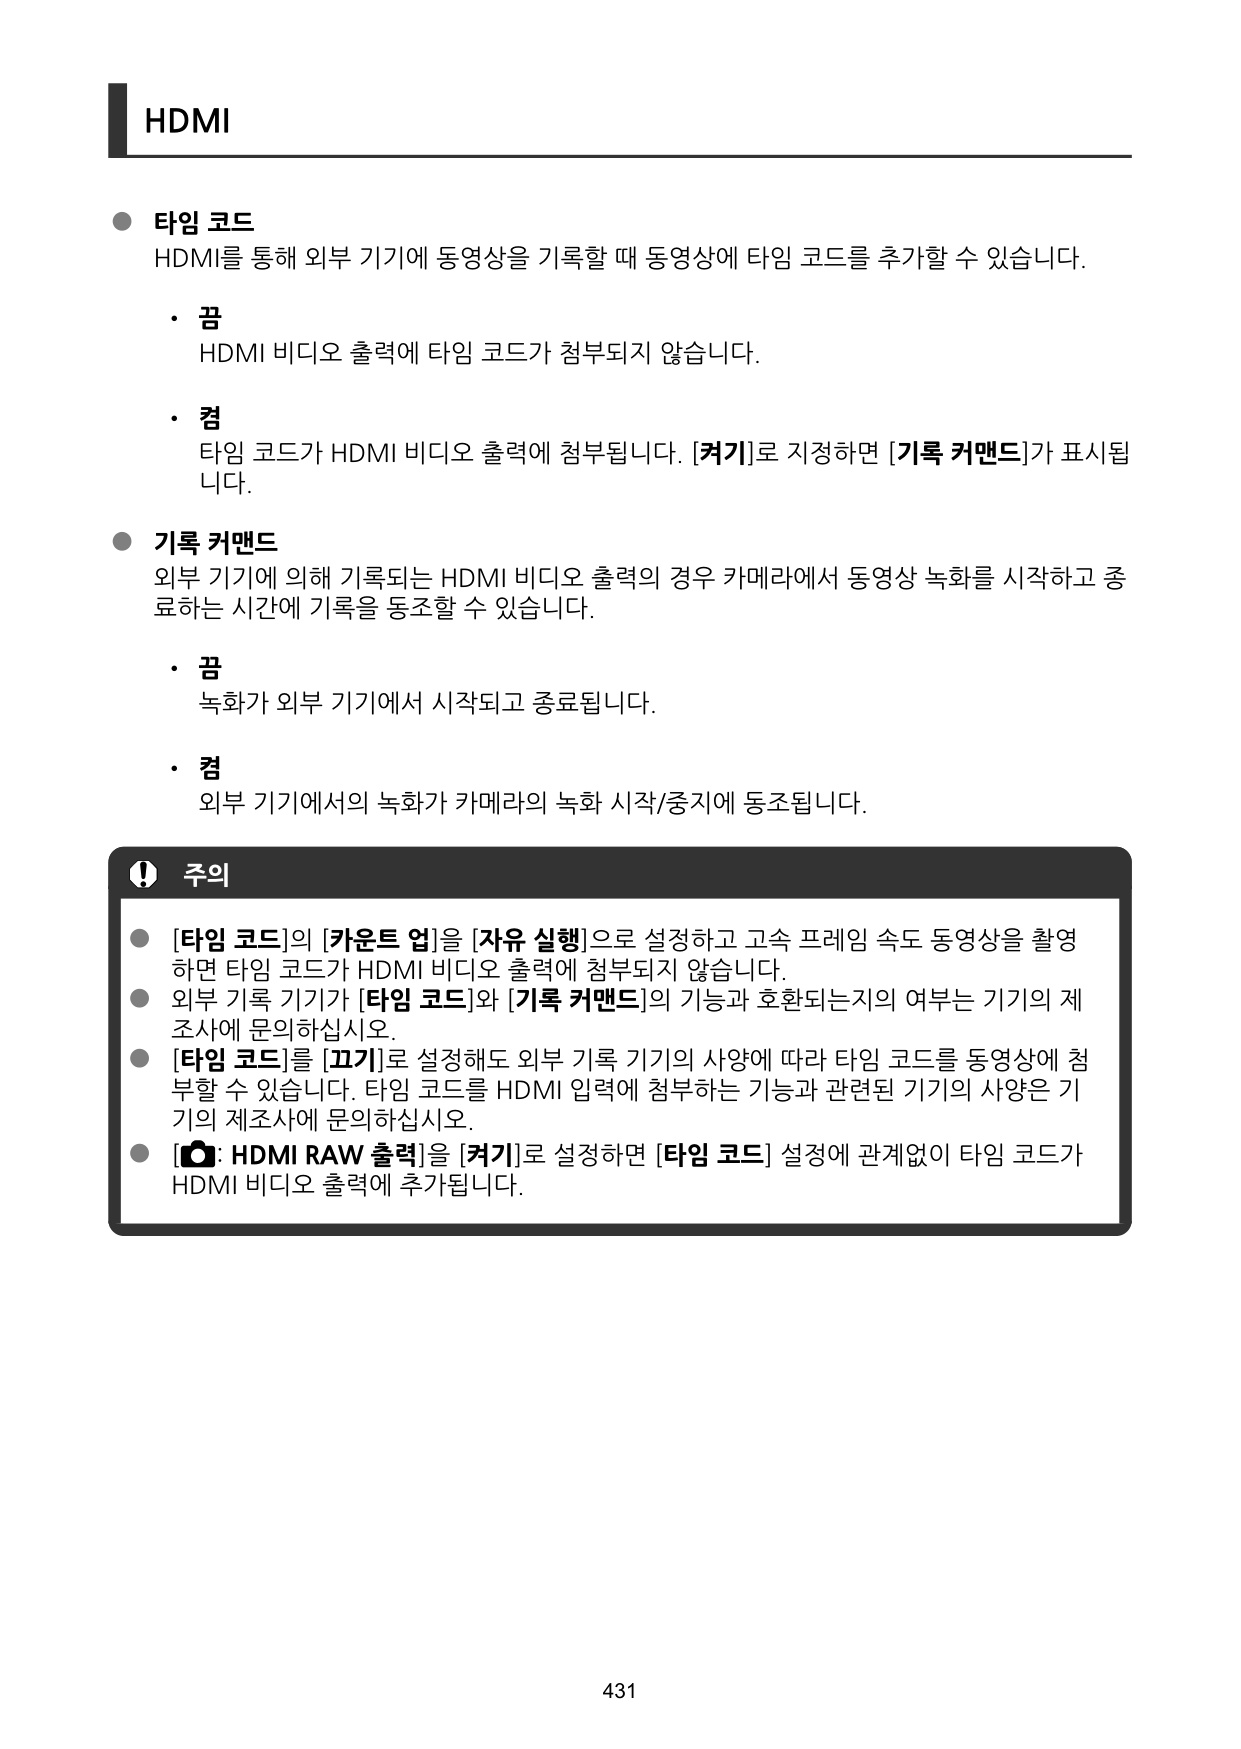 HDMI
● 타임 코드
HDMI를 통해 외부 기기에 동영상을 기록할 때 동영상에 타임 코드를 추가할 수 있습니다.
• 끔
HDMI 비디오 출력에 타임 코드가 첨부되지 않습니다.
• 켬
타임 코드가 HDMI 비디오 출력에 첨부됩니다. [켜기]로 지정하면 [기록 커맨드]가 표시됩
니다.
● 기록 커맨드
외부 기기에 의해 기록되는 HDMI 비디오 출력의 경우 카메라에서 동영상 녹화를 시작하고 종
료하는 시간에 기록을 동조할 수 있습니다.
• 끔
녹화가 외부 기기에서 시작되고 종료됩니다.
• 켬
외부 기기에서의 녹화가 카메라의 녹화 시작/중지에 동조됩니다.
주의
● [타임 코드]의 [카운트 업]을 [자유 실행]으로 설정하고 고속 프레임 속도 동영상을 촬영
하면 타임 코드가 HDMI 비디오 출력에 첨부되지 않습니다.
● 외부 기록 기기가 [타임 코드]와 [기록 커맨드]의 기능과 호환되는지의 여부는 기기의 제
조사에 문의하십시오.
● [타임 코드]를 [끄기]로 설정해도 외부 기록 기기의 사양에 따라 타임 코드를 동영상에 첨
부할 수 있습니다. 타임 코드를 HDMI 입력에 첨부하는 기능과 관련된 기기의 사양은 기
기의 제조사에 문의하십시오.
● [: HDMI RAW 출력]을 [켜기]로 설정하면 [타임 코드] 설정에 관계없이 타임 코드가
HDMI 비디오 출력에 추가됩니다.
431